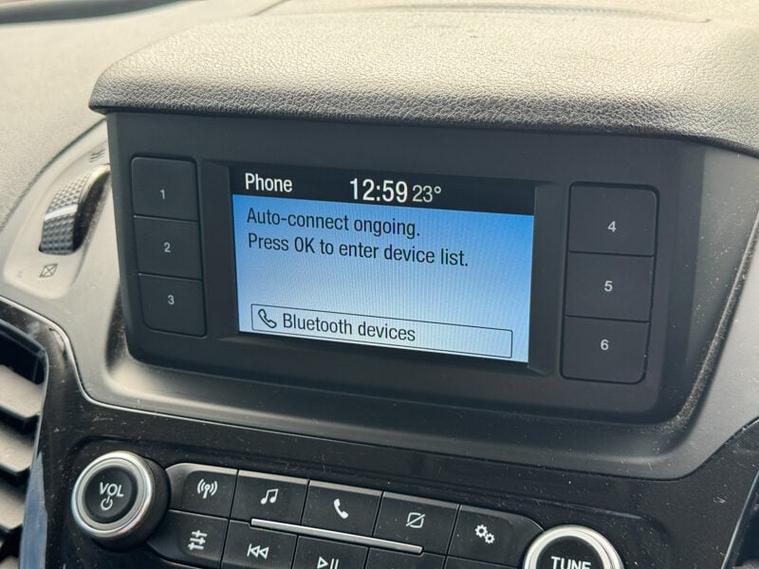 Phone 12:59 23°
Auto-connect ongoing.
Press OK to enter device list.
Bluetooth devices
1
2
3
4
5
6
VOL
TUNE